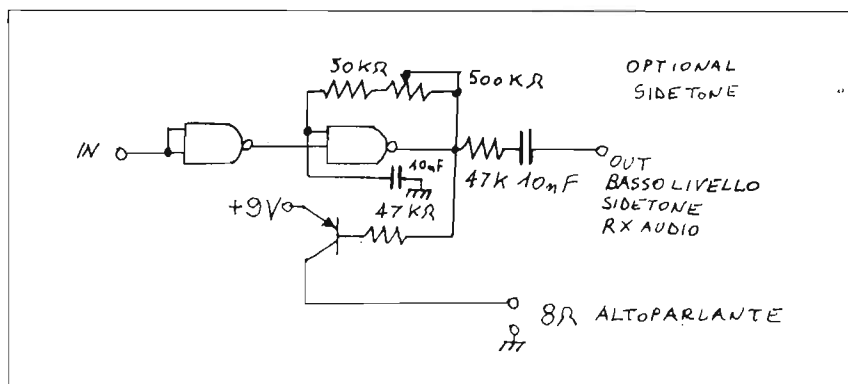 50KΩ
500KΩ
OPTIONAL
SIDETONE
IN
10nF
47K 10nF
OUT
BASSO LIVELLO
SIDETONE
RX AUDIO
+9V
47KΩ
8Ω ALTOPARLANTE